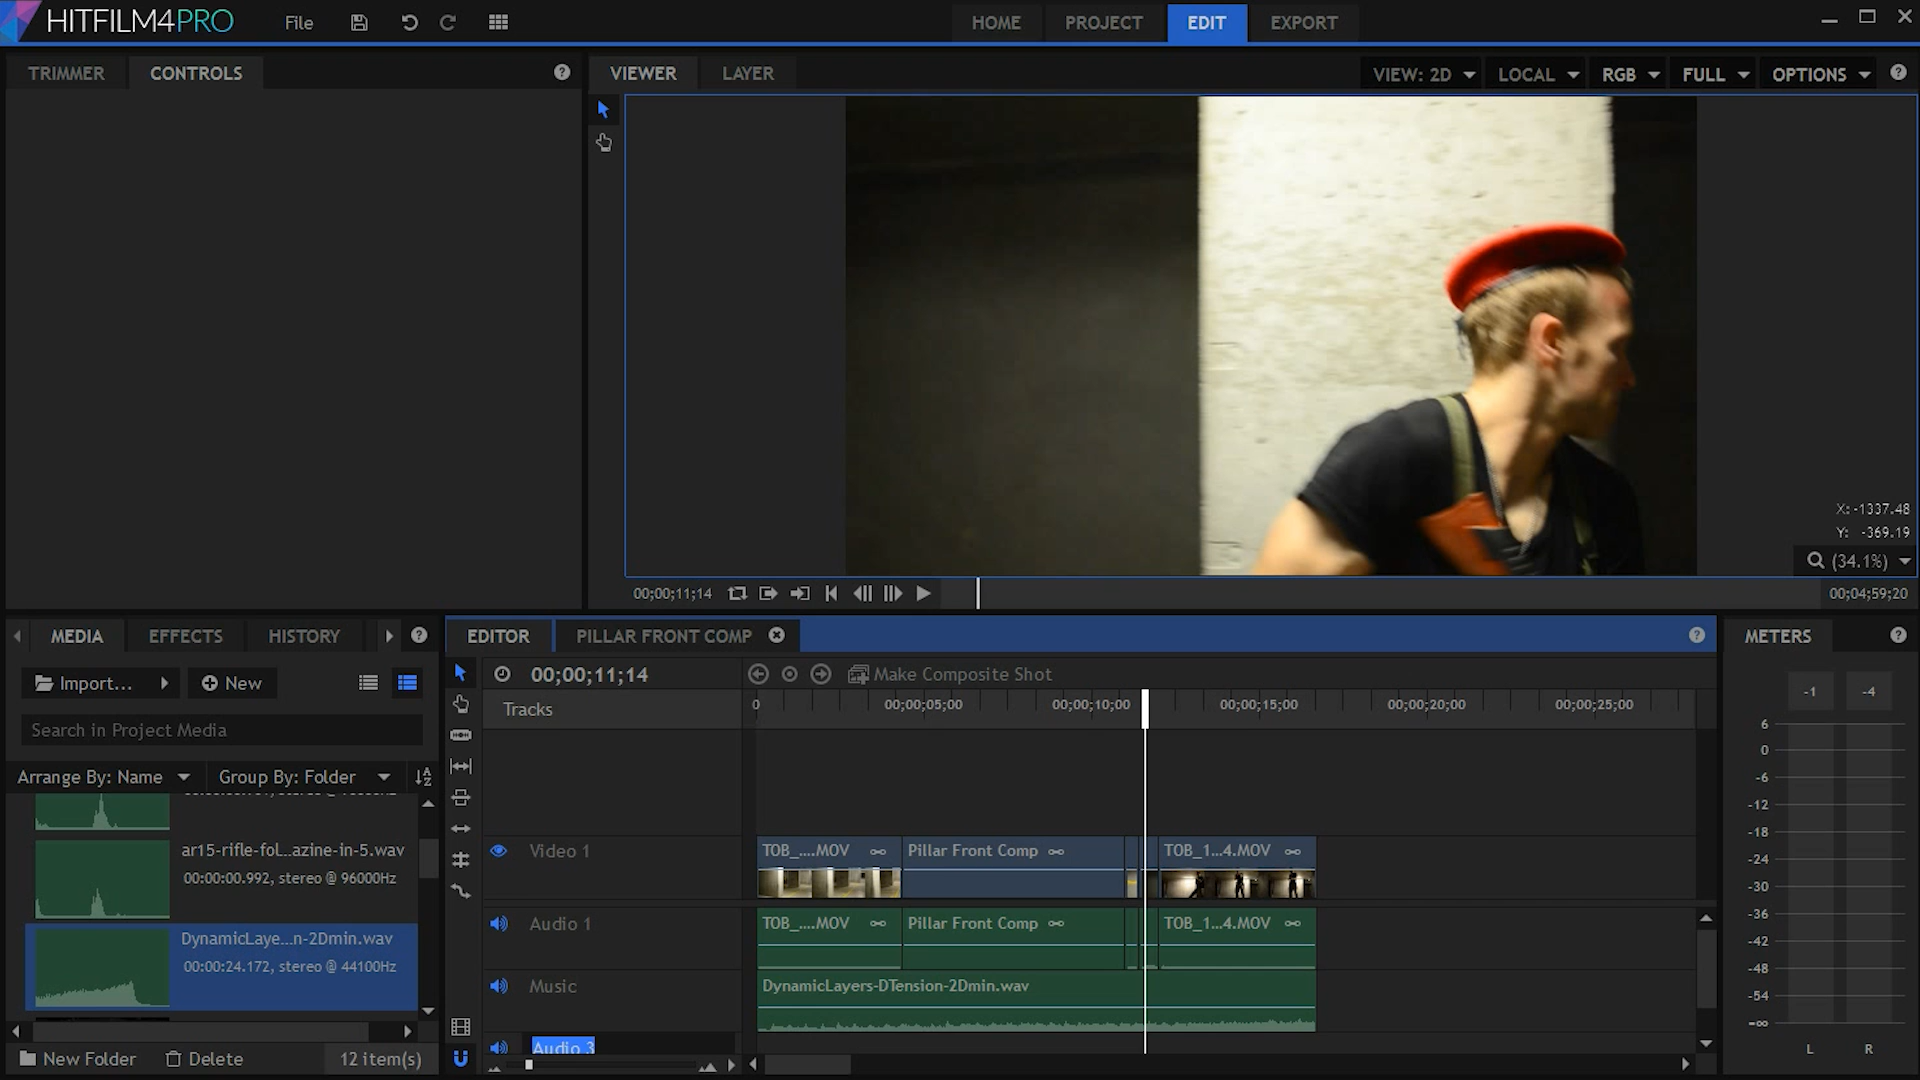 HITFILM4PRO File HOME PROJECT EDIT EXPORT
TRIMMER CONTROLS
VIEWER LAYER VIEW: 2D LOCAL RGB FULL OPTIONS
X: -1337.48
Y: -369.19
(34.1%)
00;00;11;14 00;04;59;20
MEDIA EFFECTS HISTORY
Import... New
Search in Project Media
Arrange By: Name Group By: Folder
ar15-rifle-fol...azine-in-5.wav
00:00:00.992, stereo @ 96000Hz
DynamicLaye...n-2Dmin.wav
00:00:24.172, stereo @ 44100Hz
New Folder Delete 12 item(s)
EDITOR PILLAR FRONT COMP
00;00;11;14 Make Composite Shot
Tracks 0 00;00;05;00 00;00;10;00 00;00;15;00 00;00;20;00 00;00;25;00
Video 1 TOB_....MOV Pillar Front Comp TOB_1...4.MOV
Audio 1 TOB_....MOV Pillar Front Comp TOB_1...4.MOV
Music DynamicLayers-DTension-2Dmin.wav
Audio 3
METERS
-1 -4
6
0
-6
-12
-18
-24
-30
-36
-42
-48
-54
-∞
L R